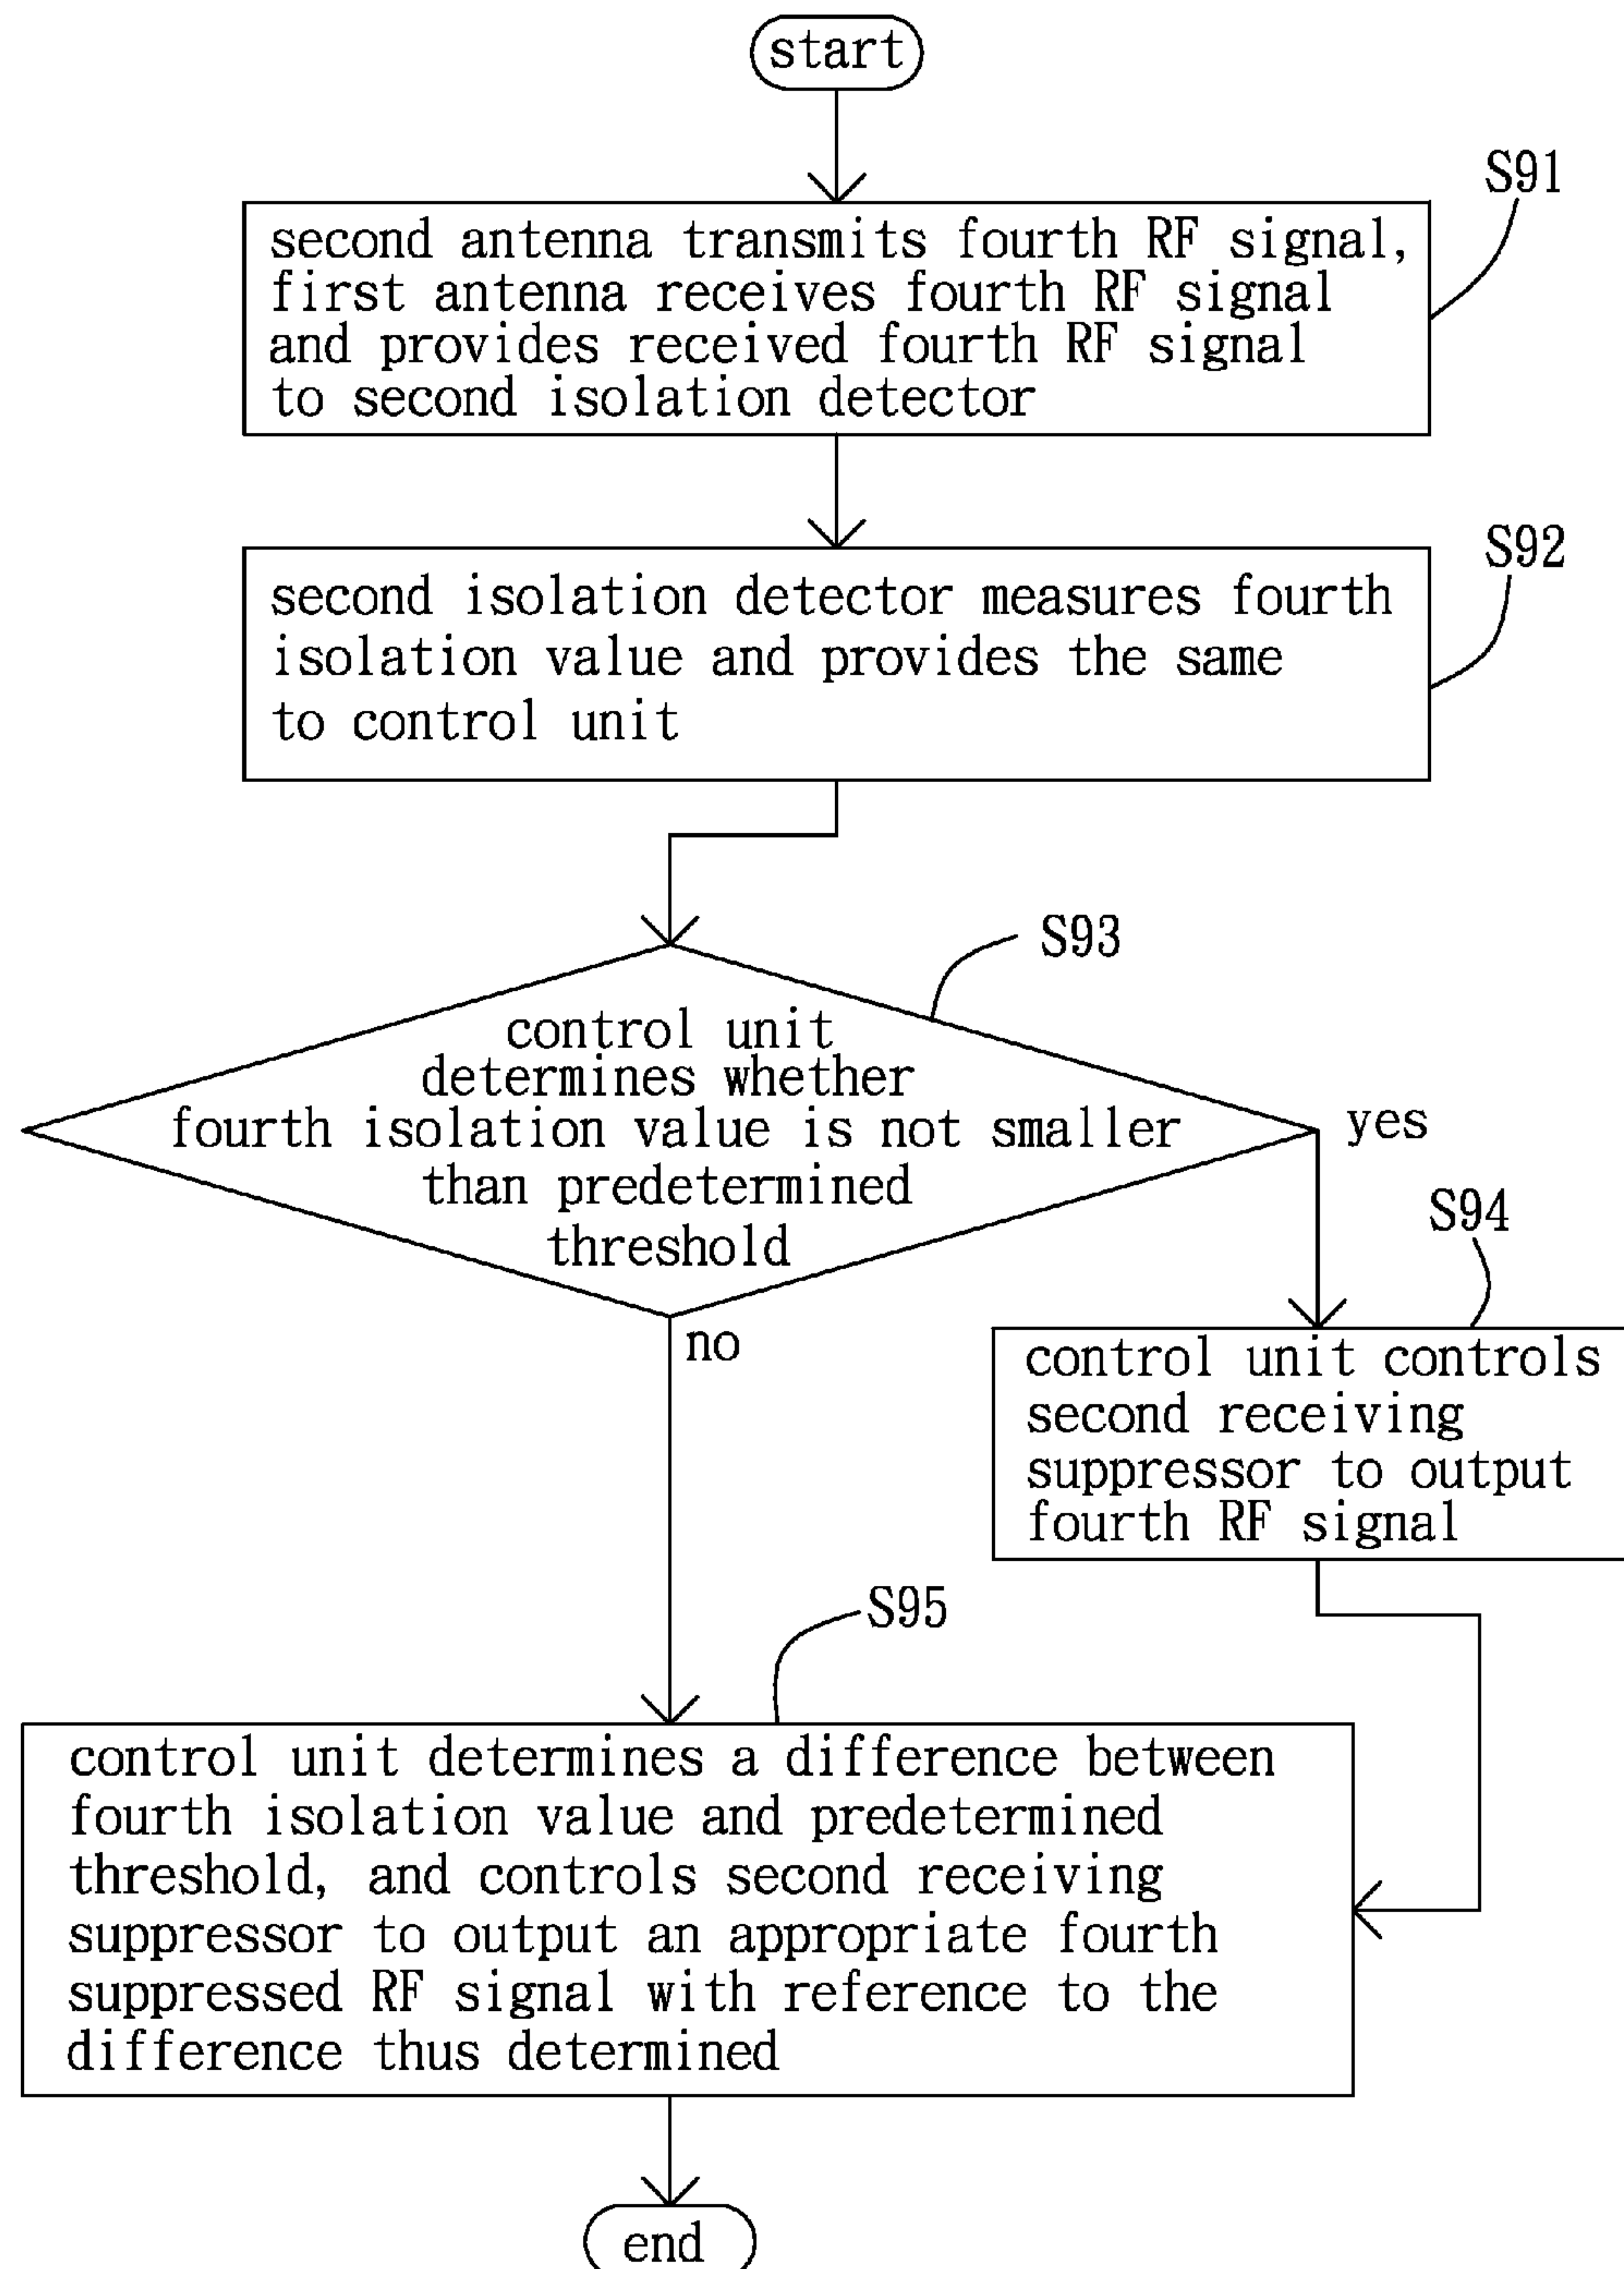 start
S91
second antenna transmits fourth RF signal,
first antenna receives fourth RF signal
and provides received fourth RF signal
to second isolation detector
S92
second isolation detector measures fourth
isolation value and provides the same
to control unit
S93
control unit
determines whether
fourth isolation value is not smaller
than predetermined
threshold
yes
no
S94
control unit controls
second receiving
suppressor to output
fourth RF signal
S95
control unit determines a difference between
fourth isolation value and predetermined
threshold, and controls second receiving
suppressor to output an appropriate fourth
suppressed RF signal with reference to the
difference thus determined
end